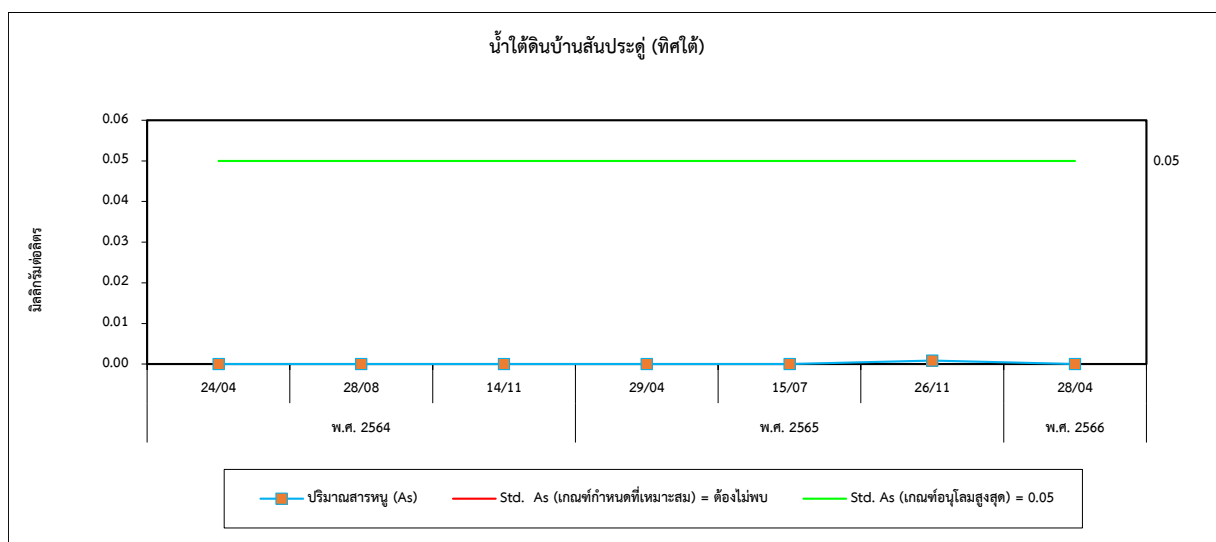 น้ำใต้ดินบ้านสันประดู่ (ทิศใต้)
มิลลิกรัมต่อลิตร
0.06
0.05
0.04
0.03
0.02
0.01
0.00
0.05
24/04 28/08 14/11 29/04 15/07 26/11 28/04
พ.ศ. 2564 พ.ศ. 2565 พ.ศ. 2566
ปริมาณสารหนู (As) Std. As (เกณฑ์กำหนดที่เหมาะสม) = ต้องไม่พบ Std. As (เกณฑ์อนุโลมสูงสุด) = 0.05